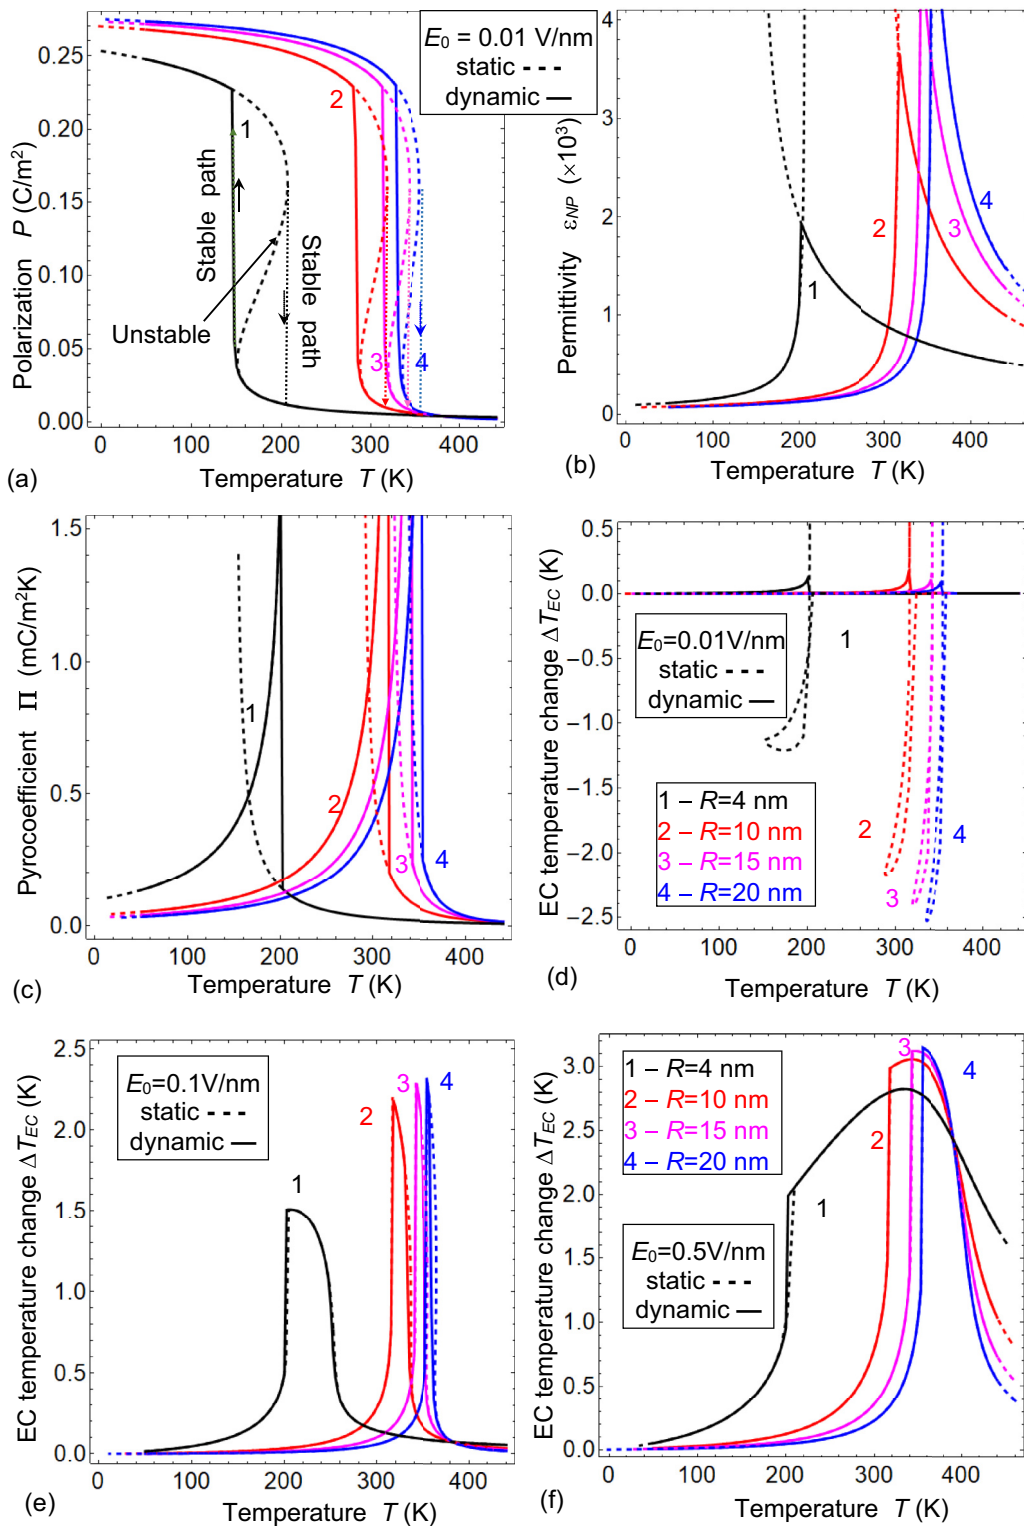 0.25
0.20
0.15
0.10
0.05
0.00
0
100
200
300
400
Polarization P (C/m²)
Temperature T (K)
E₀ = 0.01 V/nm
static
dynamic
Stable path
Stable path
Unstable
1
2
3
4
(a)
4
3
2
1
0
0
100
200
300
400
Permittivity ε_NP (×10³)
Temperature T (K)
1
2
3
4
(b)
1.5
1.0
0.5
0.0
0
100
200
300
400
Pyrocoefficient Π (mC/m²K)
Temperature T (K)
1
2
3
4
(c)
0.5
0.0
−0.5
−1.0
−1.5
−2.0
−2.5
0
100
200
300
400
EC temperature change ΔT_EC (K)
Temperature T (K)
E₀=0.01V/nm
static
dynamic
1 – R=4 nm
2 – R=10 nm
3 – R=15 nm
4 – R=20 nm
1
2
3
4
(d)
2.5
2.0
1.5
1.0
0.5
0.0
0
100
200
300
400
EC temperature change ΔT_EC (K)
Temperature T (K)
E₀=0.1V/nm
static
dynamic
1
2
3
4
(e)
3.0
2.5
2.0
1.5
1.0
0.5
0.0
0
100
200
300
400
EC temperature change ΔT_EC (K)
Temperature T (K)
1 – R=4 nm
2 – R=10 nm
3 – R=15 nm
4 – R=20 nm
E₀=0.5V/nm
static
dynamic
1
2
3
4
(f)